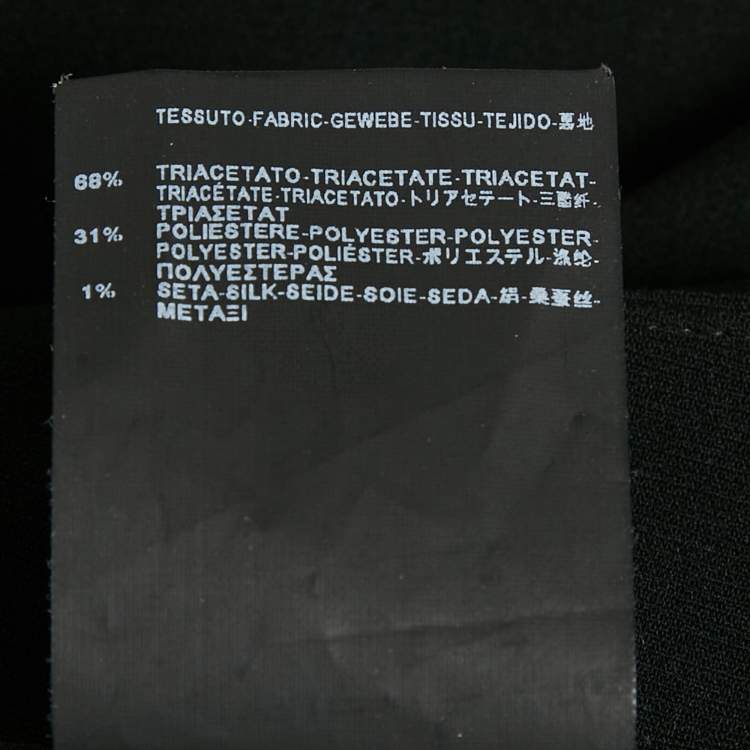 TESSUTO-FABRIC-GEWEBE-TISSU-TEJIDO-裏地
68% TRIACETATO-TRIACETATE-TRIACETAT-
TRIACÉTATE-TRIACETATO-トリアセテート-三醋纤-
ΤΡΙΑΣΕΤΑΤ
31% POLIESTERE-POLYESTER-POLYESTER-
POLYESTER-POLIÉSTER-ポリエステル-涤纶-
ΠΟΛΥΕΣΤΕΡΑΣ
1% SETA-SILK-SEIDE-SOIE-SEDA-絹-桑蚕丝-
ΜΕΤΑΞΙ